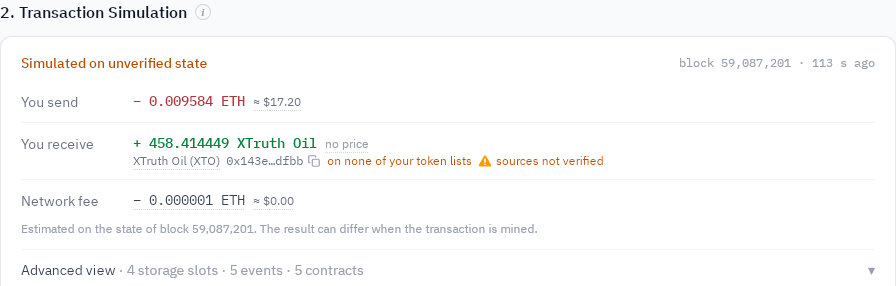 2. Transaction Simulation i
Simulated on unverified state
block 59,087,201 · 113 s ago
You send
− 0.009584 ETH ≈ $17.20
You receive
+ 458.414449 XTruth Oil no price
XTruth Oil (XTO) 0x143e…dfbb on none of your token lists sources not verified
Network fee
− 0.000001 ETH ≈ $0.00
Estimated on the state of block 59,087,201. The result can differ when the transaction is mined.
Advanced view · 4 storage slots · 5 events · 5 contracts